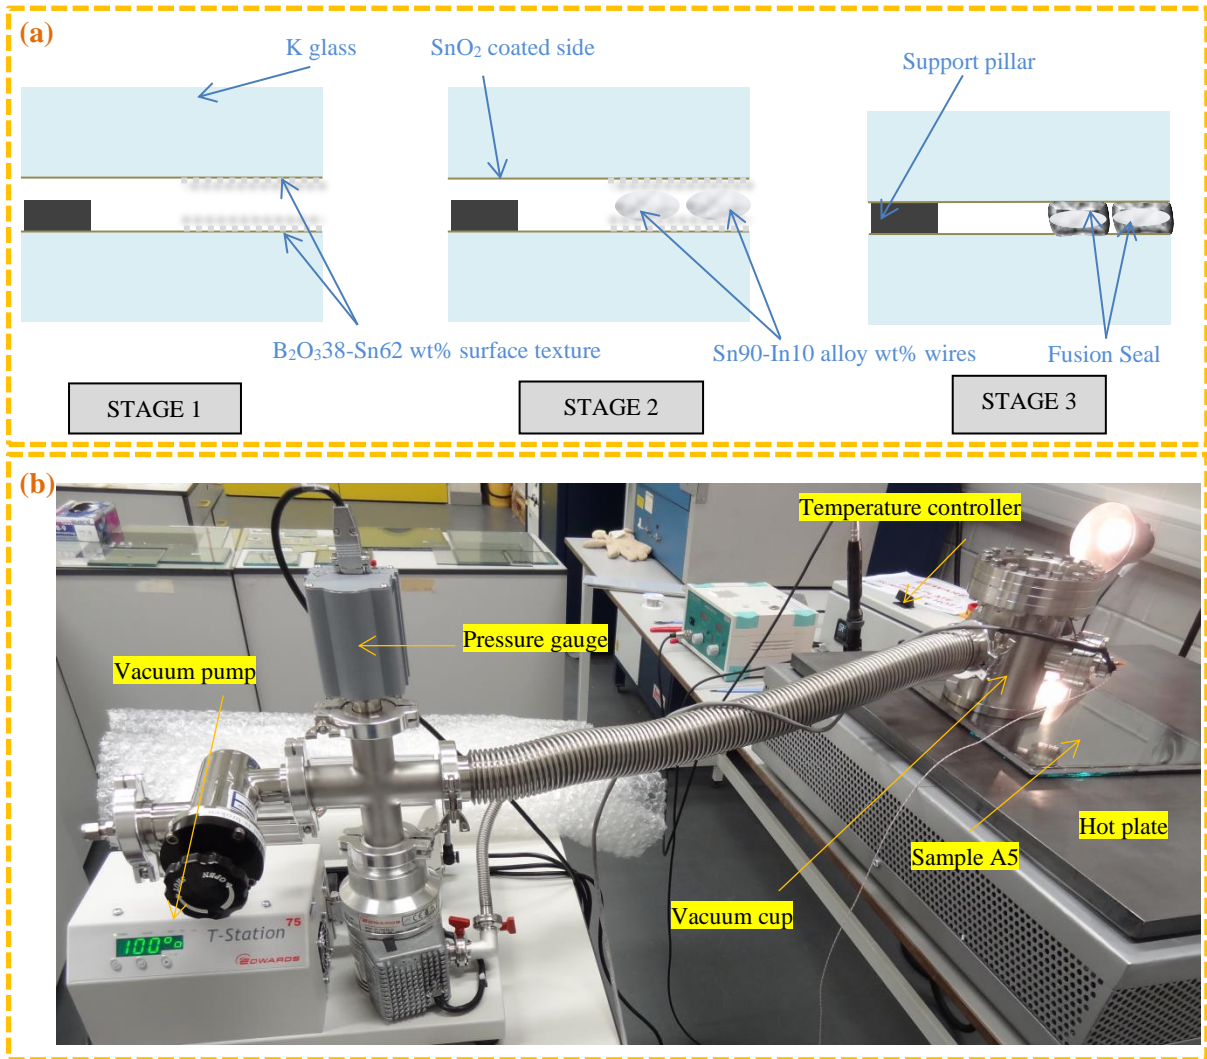 (a)
K glass
SnO₂ coated side
Support pillar
B₂O₃38-Sn62 wt% surface texture
Sn90-In10 alloy wt% wires
Fusion Seal
STAGE 1
STAGE 2
STAGE 3
(b)
Temperature controller
Pressure gauge
Vacuum pump
Hot plate
Sample A5
Vacuum cup
OPEN
100%
T-Station 75
EDWARDS